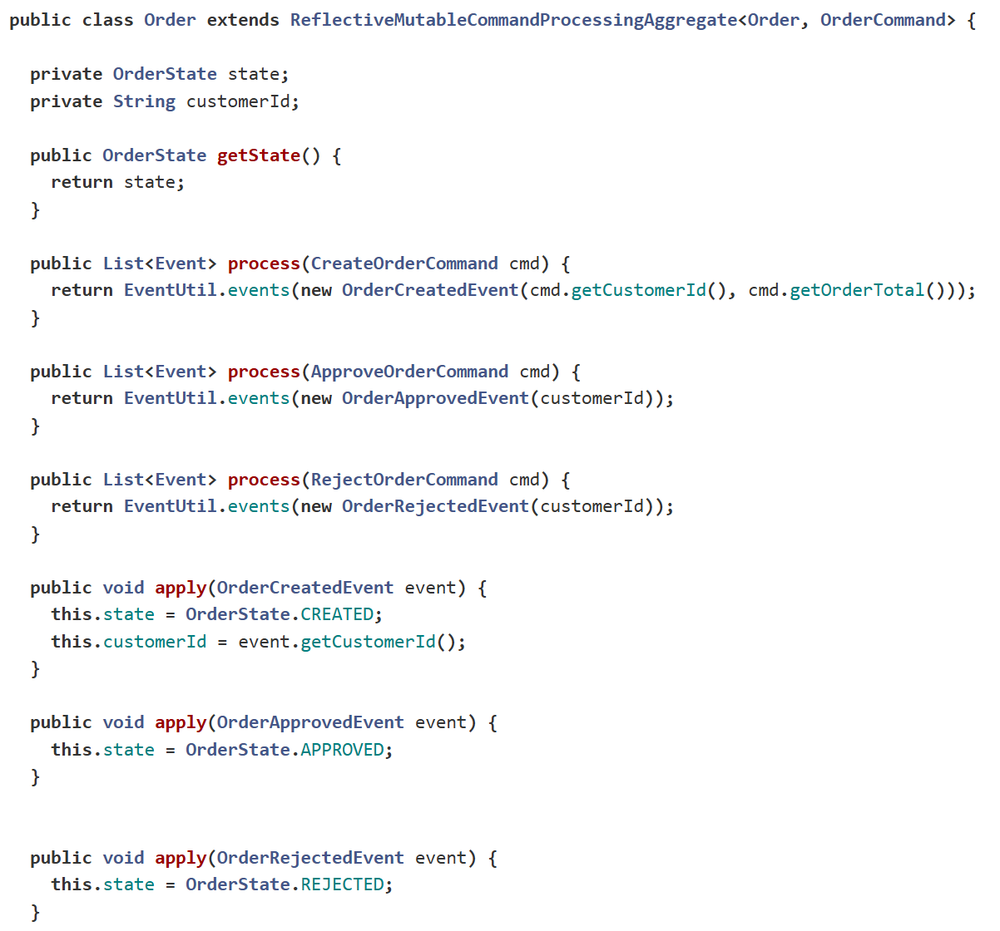 public class Order extends ReflectiveMutableCommandProcessingAggregate<Order, OrderCommand> {

  private OrderState state;
  private String customerId;

  public OrderState getState() {
    return state;
  }

  public List<Event> process(CreateOrderCommand cmd) {
    return EventUtil.events(new OrderCreatedEvent(cmd.getCustomerId(), cmd.getOrderTotal()));
  }

  public List<Event> process(ApproveOrderCommand cmd) {
    return EventUtil.events(new OrderApprovedEvent(customerId));
  }

  public List<Event> process(RejectOrderCommand cmd) {
    return EventUtil.events(new OrderRejectedEvent(customerId));
  }

  public void apply(OrderCreatedEvent event) {
    this.state = OrderState.CREATED;
    this.customerId = event.getCustomerId();
  }

  public void apply(OrderApprovedEvent event) {
    this.state = OrderState.APPROVED;
  }


  public void apply(OrderRejectedEvent event) {
    this.state = OrderState.REJECTED;
  }